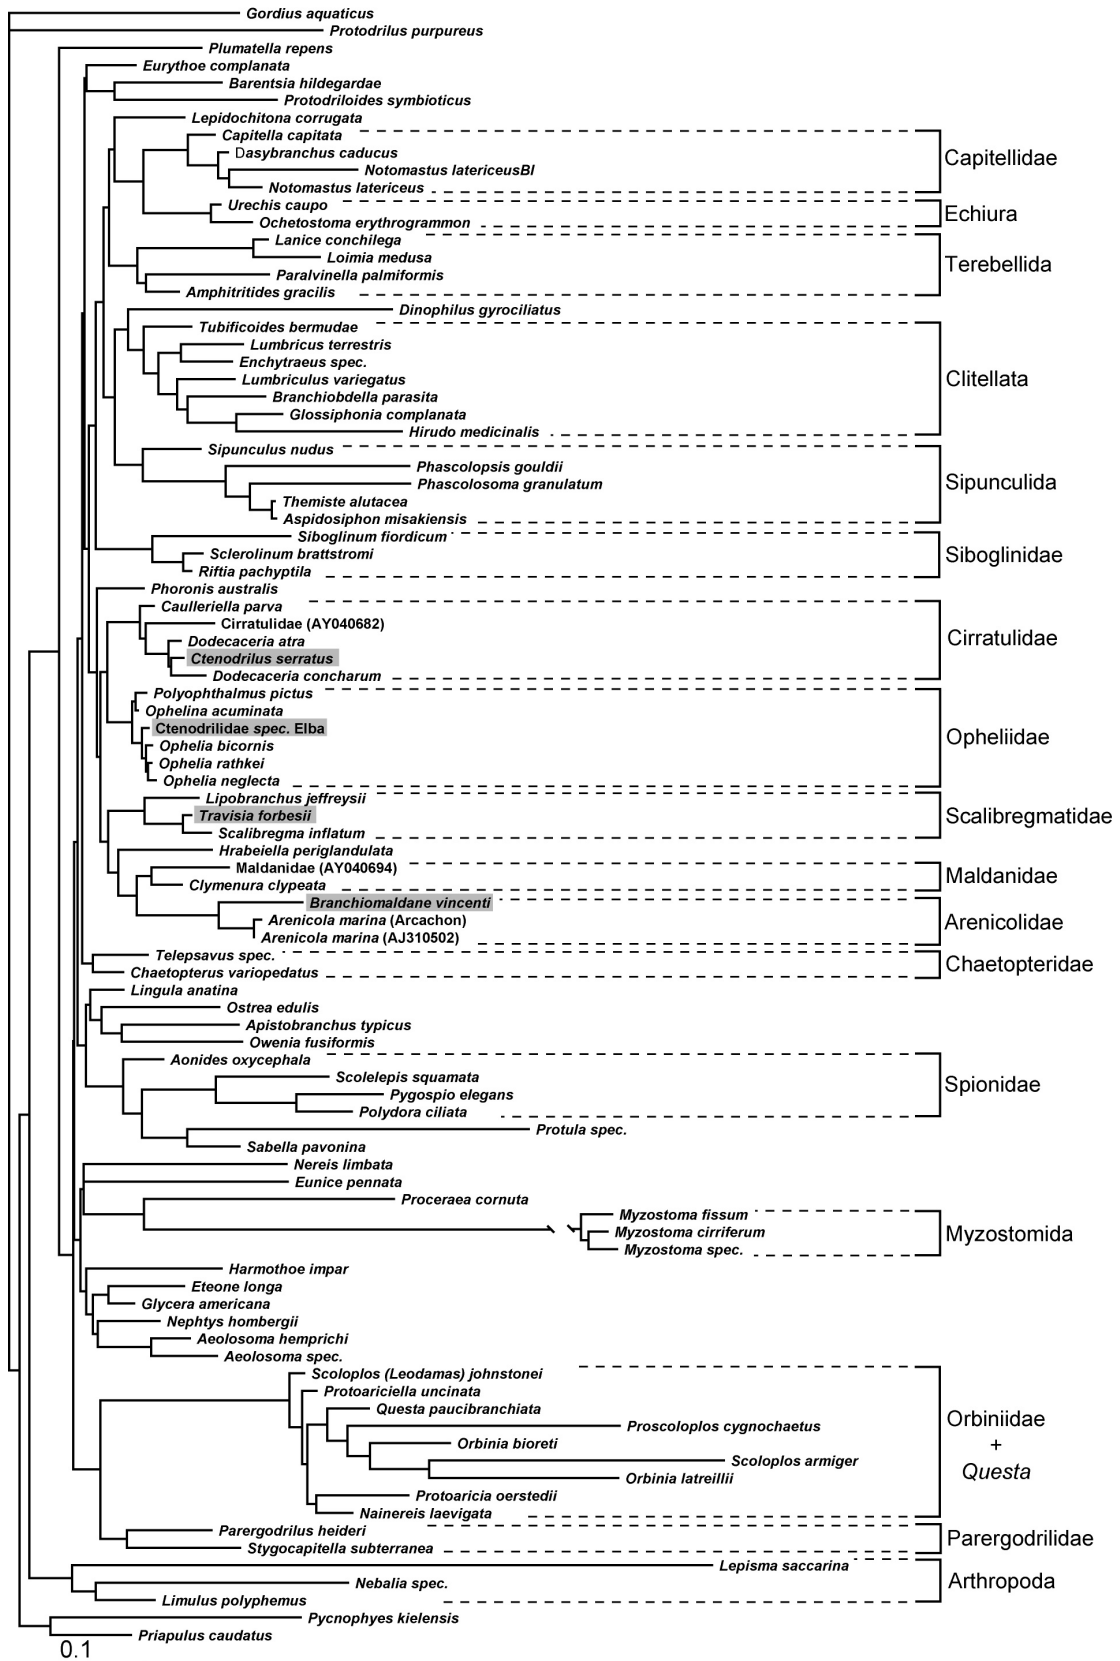 Gordius aquaticus
Protodrilus purpureus
Plumatella repens
Eurythoe complanata
Barentsia hildegardae
Protodriloides symbioticus
Lepidochitona corrugata
Capitella capitata
Dasybranchus caducus
Capitellidae
Notomastus latericeusBl
Notomastus latericeus
Urechis caupo
Echiura
Ochetostoma erythrogrammon
Lanice conchilega
Loimia medusa
Terebellida
Paralvinella palmiformis
Amphitritides gracilis
Dinophilus gyrociliatus
Tubificoides bermudae
Lumbricus terrestris
Enchytraeus spec.
Lumbriculus variegatus
Clitellata
Branchiobdella parasita
Glossiphonia complanata
Hirudo medicinalis
Sipunculus nudus
Phascolopsis gouldii
Phascolosoma granulatum
Sipunculida
Themiste alutacea
Aspidosiphon misakiensis
Siboglinum fiordicum
Sclerolinum brattstromi
Siboglinidae
Riftia pachyptila
Phoronis australis
Caulleriella parva
Cirratulidae (AY040682)
Dodecaceria atra
Cirratulidae
Ctenodrilus serratus
Dodecaceria concharum
Polyophthalmus pictus
Ophelina acuminata
Ctenodrilidae spec. Elba
Opheliidae
Ophelia bicornis
Ophelia rathkei
Ophelia neglecta
Lipobranchus jeffreysii
Travisia forbesii
Scalibregmatidae
Scalibregma inflatum
Hrabeiella periglandulata
Maldanidae (AY040694)
Maldanidae
Clymenura clypeata
Branchiomaldane vincenti
Arenicola marina (Arcachon)
Arenicolidae
Arenicola marina (AJ310502)
Telepsavus spec.
Chaetopteridae
Chaetopterus variopedatus
Lingula anatina
Ostrea edulis
Apistobranchus typicus
Owenia fusiformis
Aonides oxycephala
Scolelepis squamata
Spionidae
Pygospio elegans
Polydora ciliata
Protula spec.
Sabella pavonina
Nereis limbata
Eunice pennata
Proceraea cornuta
Myzostoma fissum
Myzostoma cirriferum
Myzostomida
Myzostoma spec.
Harmothoe impar
Eteone longa
Glycera americana
Nephtys hombergii
Aeolosoma hemprichi
Aeolosoma spec.
Scoloplos (Leodamas) johnstonei
Protoariciella uncinata
Questa paucibranchiata
Orbiniidae
Proscoloplos cygnochaetus
Orbinia bioreti
+
Scoloplos armiger
Questa
Orbinia latreillii
Protoaricia oerstedii
Nainereis laevigata
Parergodrilus heideri
Parergodrilidae
Stygocapitella subterranea
Lepisma saccarina
Nebalia spec.
Arthropoda
Limulus polyphemus
Pycnophyes kielensis
Priapulus caudatus
0.1